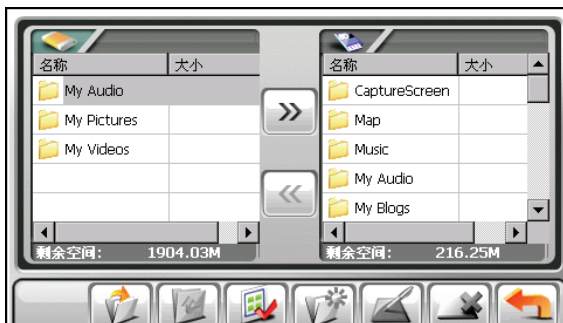 名称 大小
My Audio
My Pictures
My Videos
剩余空间: 1904.03M
名称 大小
CaptureScreen
Map
Music
My Audio
My Blogs
剩余空间: 216.25M